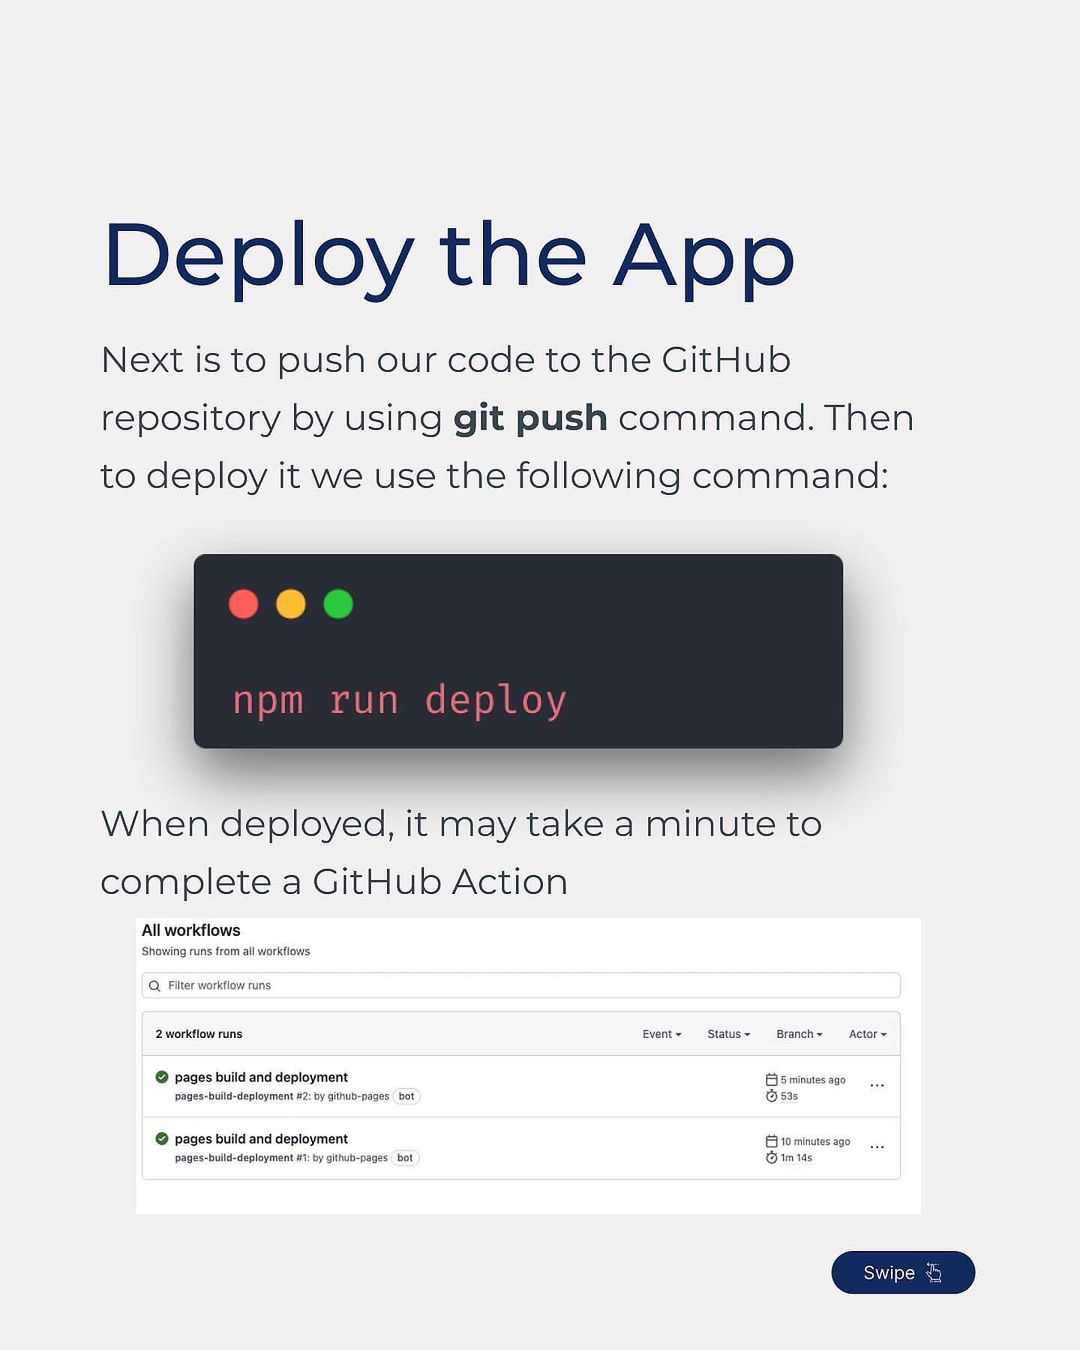 Deploy the App
Next is to push our code to the GitHub
repository by using git push command. Then
to deploy it we use the following command:
npm run deploy
When deployed, it may take a minute to
complete a GitHub Action
All workflows
Showing runs from all workflows
Filter workflow runs
2 workflow runs Event Status Branch Actor
pages build and deployment 5 minutes ago ...
pages-build-deployment #2: by github-pages bot 53s
pages build and deployment 10 minutes ago ...
pages-build-deployment #1: by github-pages bot 1m 14s
Swipe